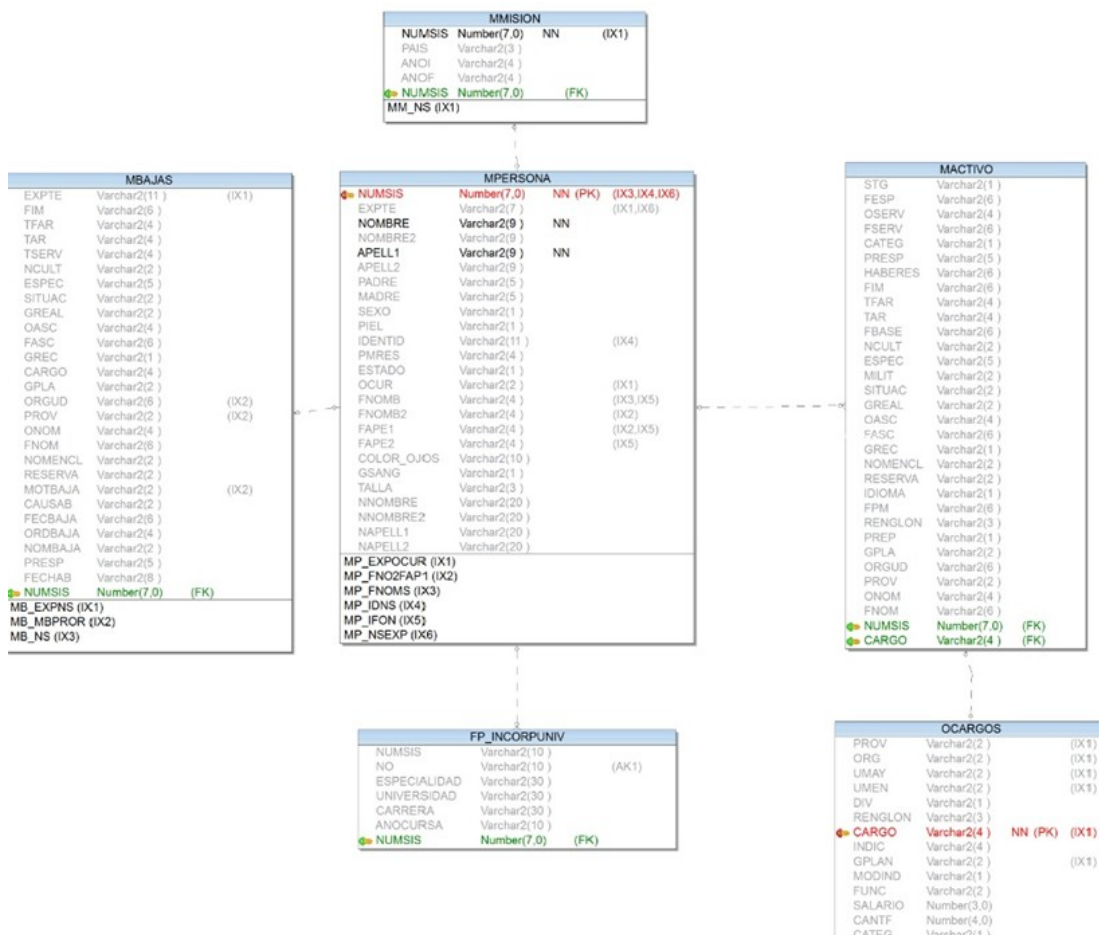 MMISION
NUMSIS Number(7,0) NN (IX1)
PAIS Varchar2(3 )
ANOI Varchar2(4 )
ANOF Varchar2(4 )
NUMSIS Number(7,0) (FK)
MM_NS (IX1)
MBAJAS
EXPTE Varchar2(11 ) (IX1)
FIM Varchar2(6 )
TFAR Varchar2(4 )
TAR Varchar2(4 )
TSERV Varchar2(4 )
NCULT Varchar2(2 )
ESPEC Varchar2(5 )
SITUAC Varchar2(2 )
GREAL Varchar2(2 )
OASC Varchar2(4 )
FASC Varchar2(6 )
GREC Varchar2(1 )
CARGO Varchar2(4 )
GPLA Varchar2(2 )
ORGUD Varchar2(6 ) (IX2)
PROV Varchar2(2 ) (IX2)
ONOM Varchar2(4 )
FNOM Varchar2(6 )
NOMENCL Varchar2(2 )
RESERVA Varchar2(2 )
MOTBAJA Varchar2(2 ) (IX2)
CAUSAB Varchar2(2 )
FECBAJA Varchar2(6 )
ORDBAJA Varchar2(4 )
NOMBAJA Varchar2(2 )
PRESP Varchar2(5 )
FECHAB Varchar2(8 )
NUMSIS Number(7,0) (FK)
MB_EXPNS (IX1)
MB_MBPROR (IX2)
MB_NS (IX3)
MPERSONA
NUMSIS Number(7,0) NN (PK) (IX3,IX4,IX6)
EXPTE Varchar2(7 ) (IX1,IX6)
NOMBRE Varchar2(9 ) NN
NOMBRE2 Varchar2(9 )
APELL1 Varchar2(9 ) NN
APELL2 Varchar2(9 )
PADRE Varchar2(5 )
MADRE Varchar2(5 )
SEXO Varchar2(1 )
PIEL Varchar2(1 )
IDENTID Varchar2(11 ) (IX4)
PMRES Varchar2(4 )
ESTADO Varchar2(1 )
OCUR Varchar2(2 ) (IX1)
FNOMB Varchar2(4 ) (IX3,IX5)
FNOMB2 Varchar2(4 ) (IX2)
FAPE1 Varchar2(4 ) (IX2,IX5)
FAPE2 Varchar2(4 ) (IX5)
COLOR_OJOS Varchar2(10 )
GSANG Varchar2(1 )
TALLA Varchar2(3 )
NNOMBRE Varchar2(20 )
NNOMBRE2 Varchar2(20 )
NAPELL1 Varchar2(20 )
NAPELL2 Varchar2(20 )
MP_EXPOCUR (IX1)
MP_FNO2FAP1 (IX2)
MP_FNOMS (IX3)
MP_IDNS (IX4)
MP_IFON (IX5)
MP_NSEXP (IX6)
MACTIVO
STG Varchar2(1 )
FESP Varchar2(6 )
OSERV Varchar2(4 )
FSERV Varchar2(6 )
CATEG Varchar2(1 )
PRESP Varchar2(5 )
HABERES Varchar2(6 )
FIM Varchar2(6 )
TFAR Varchar2(4 )
TAR Varchar2(4 )
FBASE Varchar2(6 )
NCULT Varchar2(2 )
ESPEC Varchar2(5 )
MILIT Varchar2(2 )
SITUAC Varchar2(2 )
GREAL Varchar2(2 )
OASC Varchar2(4 )
FASC Varchar2(6 )
GREC Varchar2(1 )
NOMENCL Varchar2(2 )
RESERVA Varchar2(2 )
IDIOMA Varchar2(1 )
FPM Varchar2(6 )
RENGLON Varchar2(3 )
PREP Varchar2(1 )
GPLA Varchar2(2 )
ORGUD Varchar2(6 )
PROV Varchar2(2 )
ONOM Varchar2(4 )
FNOM Varchar2(6 )
NUMSIS Number(7,0) (FK)
CARGO Varchar2(4 ) (FK)
FP_INCORPUNIV
NUMSIS Varchar2(10 )
NO Varchar2(10 ) (AK1)
ESPECIALIDAD Varchar2(30 )
UNIVERSIDAD Varchar2(30 )
CARRERA Varchar2(30 )
ANOCURSA Varchar2(10 )
NUMSIS Number(7,0) (FK)
OCARGOS
PROV Varchar2(2 ) (IX1)
ORG Varchar2(2 ) (IX1)
UMAY Varchar2(2 ) (IX1)
UMEN Varchar2(2 ) (IX1)
DIV Varchar2(1 )
RENGLON Varchar2(3 )
CARGO Varchar2(4 ) NN (PK) (IX1)
INDIC Varchar2(4 )
GPLAN Varchar2(2 ) (IX1)
MODIND Varchar2(1 )
FUNC Varchar2(2 )
SALARIO Number(3,0)
CANTF Number(4,0)
CATEG Varchar2(1 )